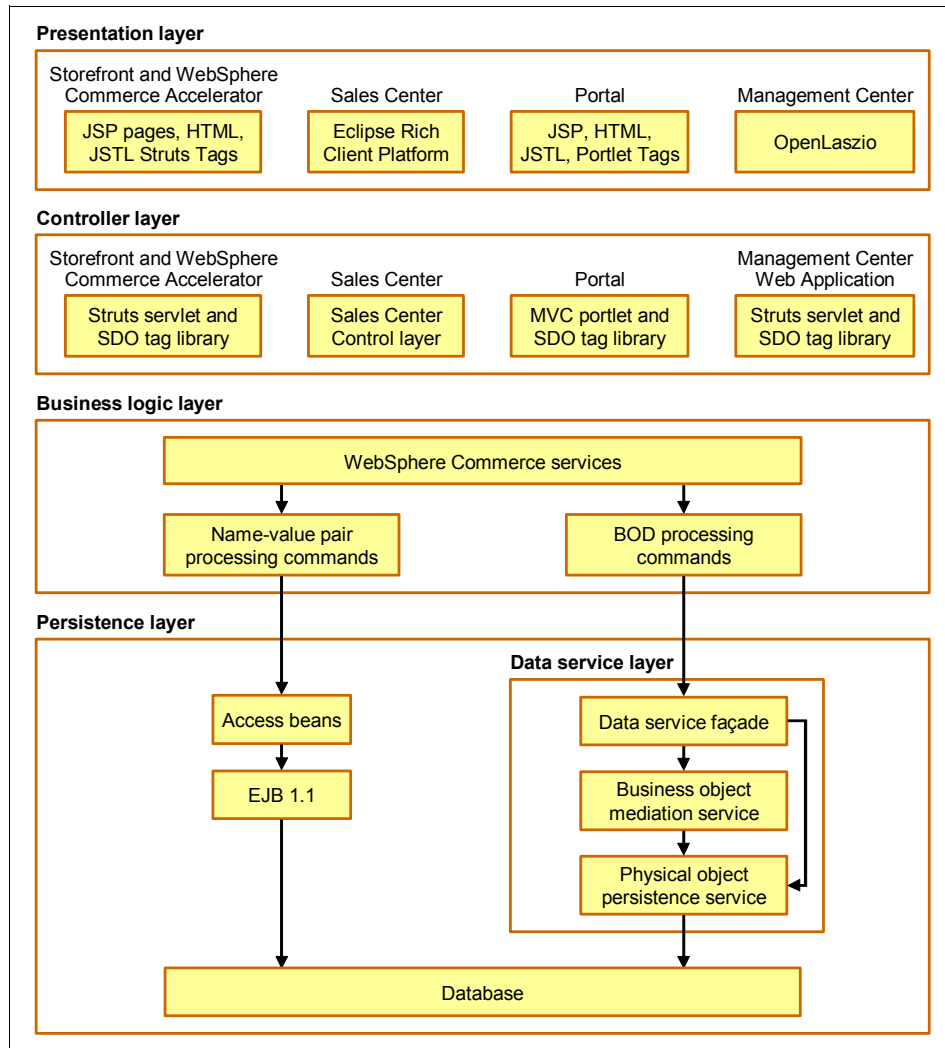 Presentation layer
Storefront and WebSphere
Commerce Accelerator
Sales Center
Portal
Management Center
JSP pages, HTML,
JSTL Struts Tags
Eclipse Rich
Client Platform
JSP, HTML,
JSTL, Portlet Tags
OpenLaszio
Controller layer
Storefront and WebSphere
Commerce Accelerator
Sales Center
Portal
Management Center
Web Application
Struts servlet and
SDO tag library
Sales Center
Control layer
MVC portlet and
SDO tag library
Struts servlet and
SDO tag library
Business logic layer
WebSphere Commerce services
Name-value pair
processing commands
BOD processing
commands
Persistence layer
Data service layer
Access beans
Data service façade
EJB 1.1
Business object
mediation service
Physical object
persistence service
Database